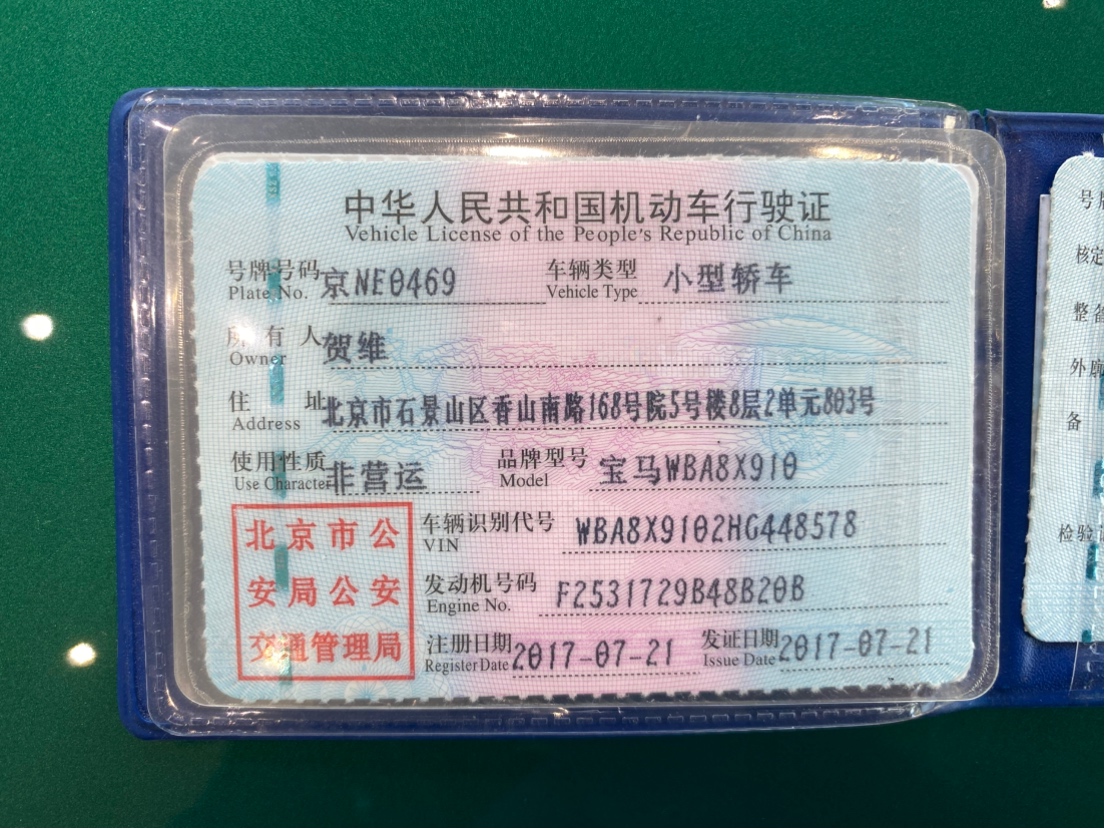 中华人民共和国机动车行驶证
Vehicle License of the People's Republic of China
号牌号码 京NE0469 车辆类型 小型轿车
Plate No. Vehicle Type
所有人 贺维
Owner
住址 北京市石景山区香山南路168号院5号楼8层2单元803号
Address
使用性质 非营运 品牌型号 宝马WBA8X910
Use Character Model
北京市公
安局公安
交通管理局
车辆识别代号 WBA8X9102HG448578
VIN
发动机号码 F2531729B48B20B
Engine No.
注册日期 2017-07-21 发证日期 2017-07-21
Register Date Issue Date
号牌
核定
整备
外廓
备
检验